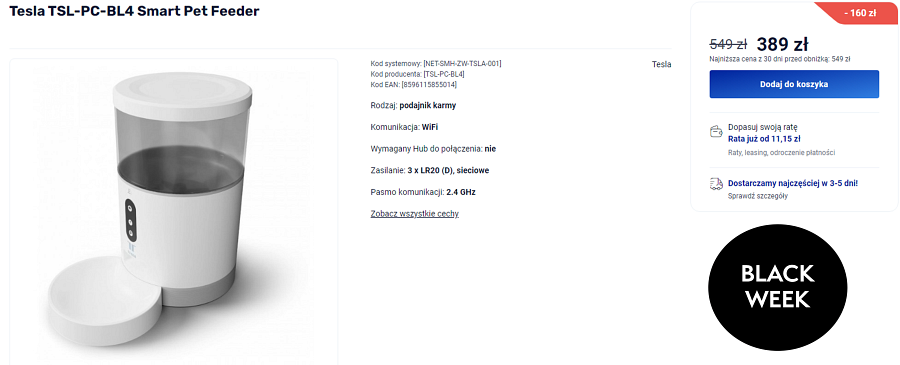 Tesla TSL-PC-BL4 Smart Pet Feeder
Kod systemowy: [NET-SMH-ZW-TSLA-001]
Kod producenta: [TSL-PC-BL4]
Kod EAN: [8596115855014]
Tesla
Rodzaj: podajnik karmy
Komunikacja: WiFi
Wymagany Hub do połączenia: nie
Zasilanie: 3 x LR20 (D), sieciowe
Pasmo komunikacji: 2.4 GHz
Zobacz wszystkie cechy
- 160 zł
549 zł 389 zł
Najniższa cena z 30 dni przed obniżką: 549 zł
Dodaj do koszyka
Dopasuj swoją ratę
Rata już od 11,15 zł
Raty, leasing, odroczenie płatności
Dostarczamy najczęściej w 3-5 dni!
Sprawdź szczegóły
BLACK
WEEK